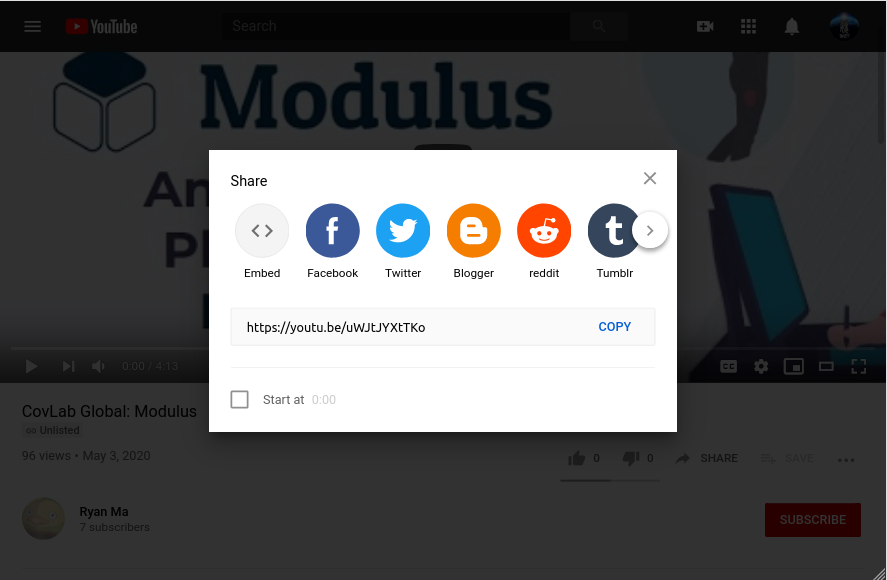 YouTube
Search
Modulus
An
Pl
Share
Embed
Facebook
Twitter
Blogger
reddit
Tumblr
https://youtu.be/uWJtJYXtTKo
COPY
Start at 0:00
0:00 / 4:13
CovLab Global: Modulus
Unlisted
96 views • May 3, 2020
0
0
SHARE
SAVE
Ryan Ma
7 subscribers
SUBSCRIBE